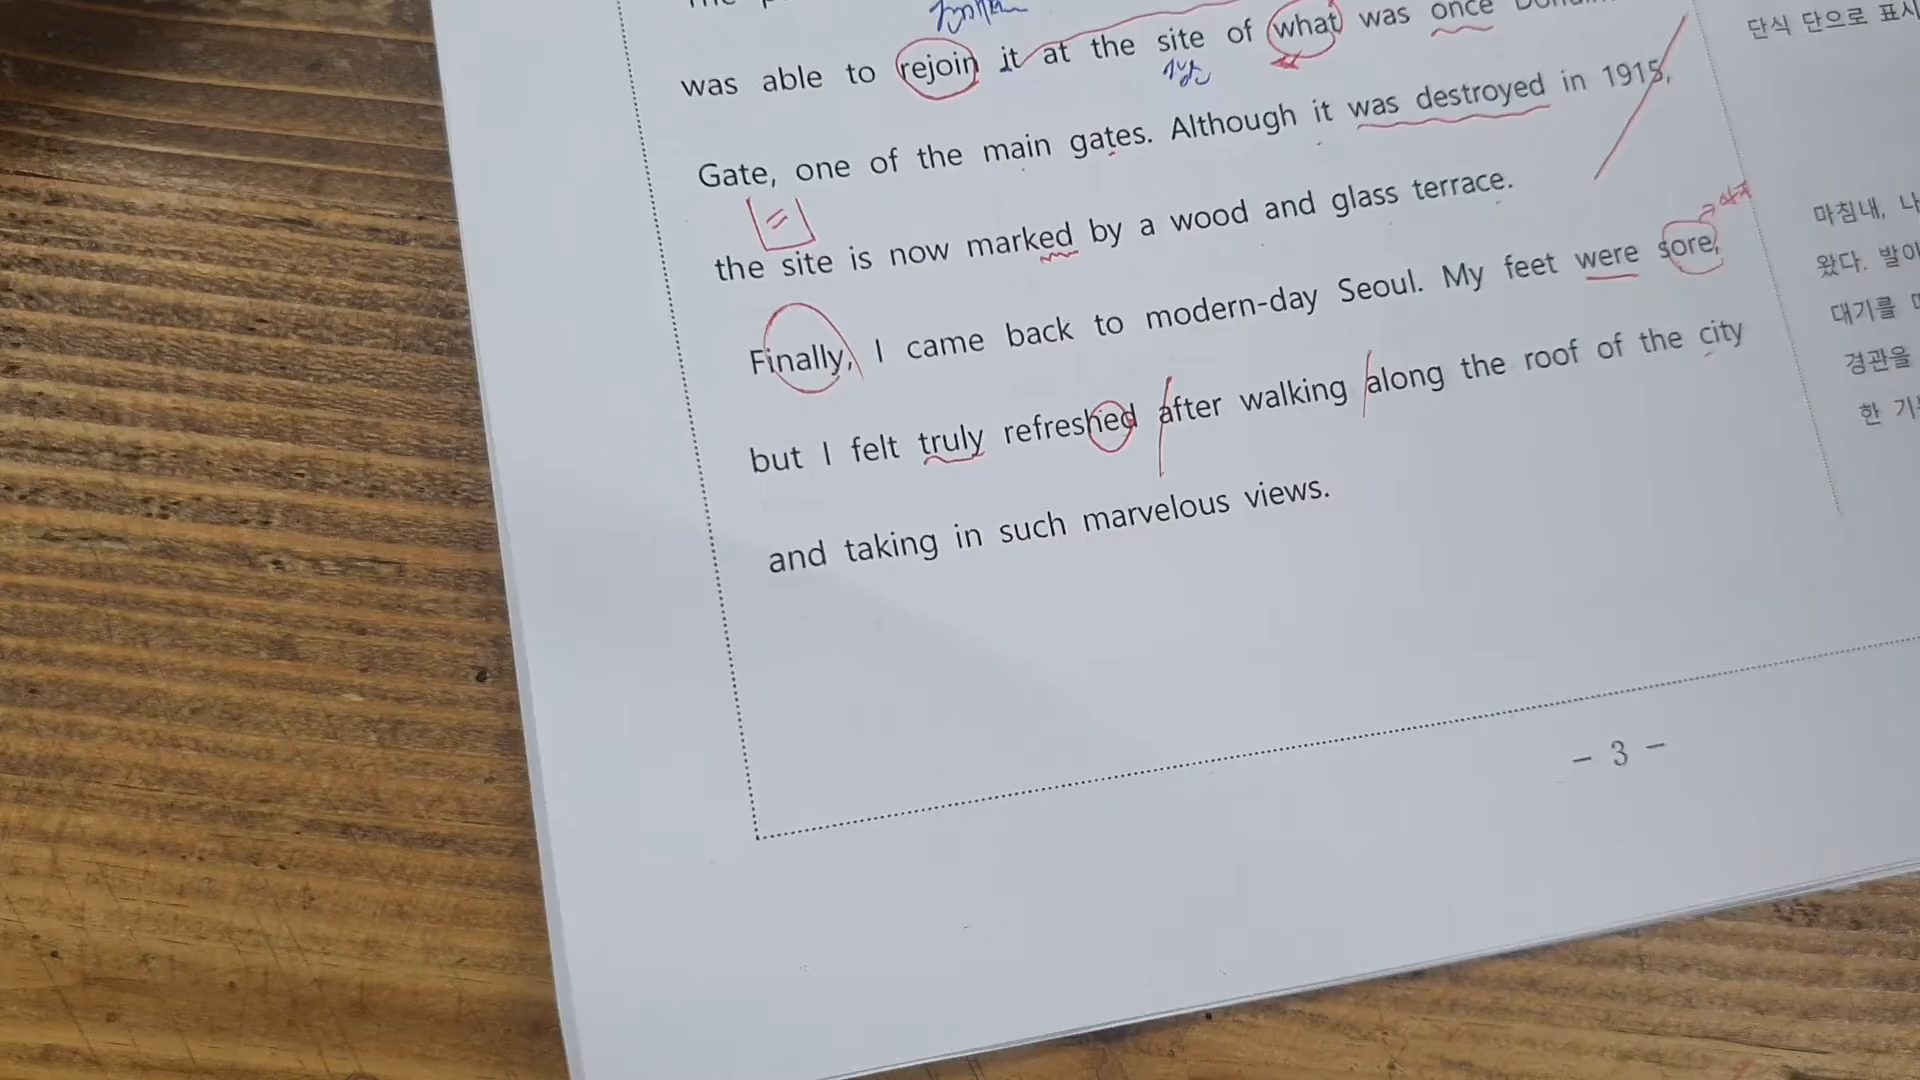 was able to rejoin it at the site of what was once
Gate, one of the main gates. Although it was destroyed in 1915,
the site is now marked by a wood and glass terrace.
Finally, I came back to modern-day Seoul. My feet were sore,
but I felt truly refreshed after walking along the roof of the city
and taking in such marvelous views.
단식 단으로 표시
마침내, 나
왔다. 발이
대기를
경관을
한
- 3 -